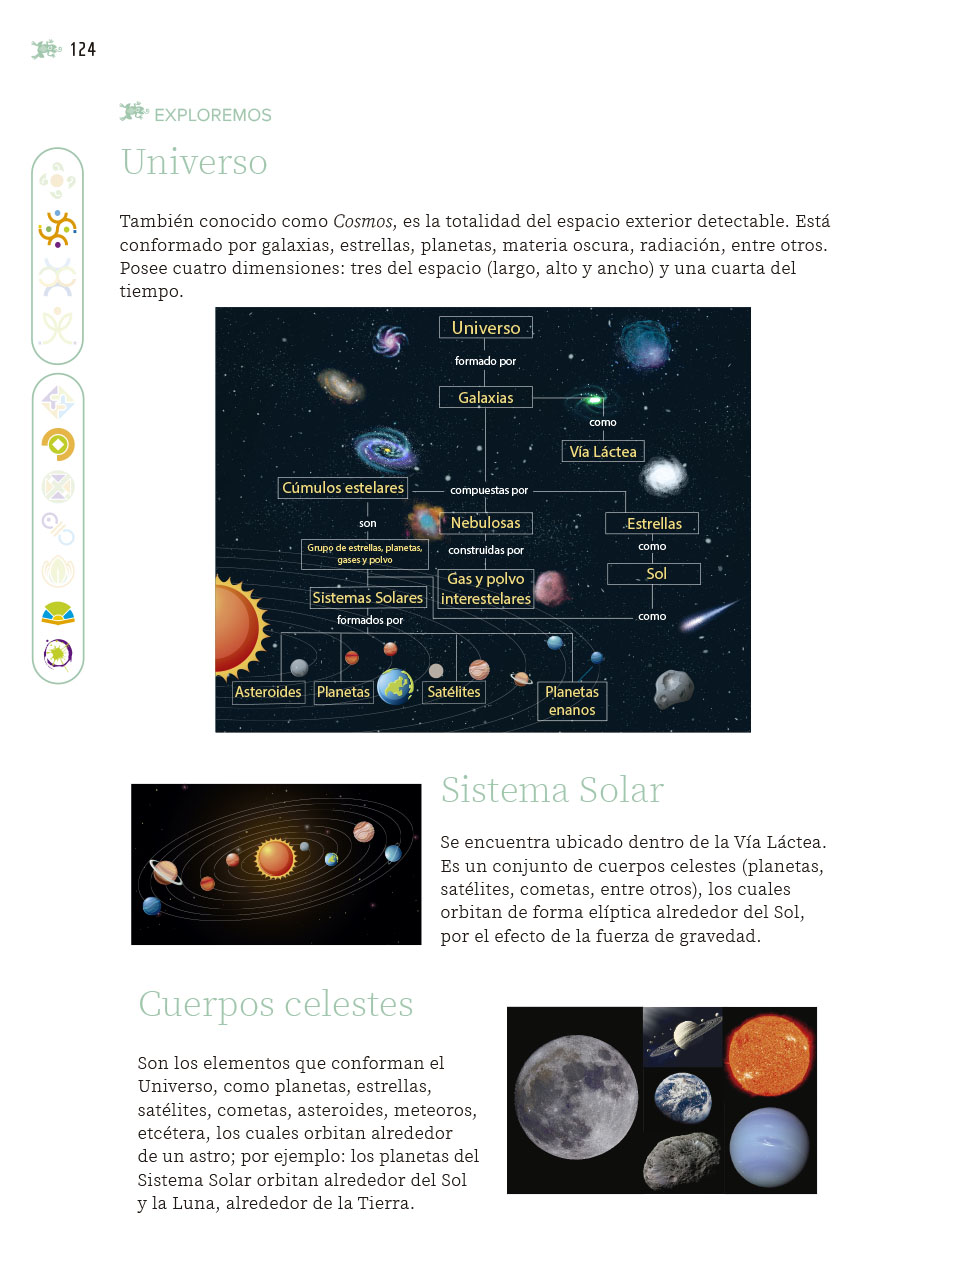 124
EXPLOREMOS
Universo
También conocido como Cosmos, es la totalidad del espacio exterior detectable. Está
conformado por galaxias, estrellas, planetas, materia oscura, radiación, entre otros.
Posee cuatro dimensiones: tres del espacio (largo, alto y ancho) y una cuarta del
tiempo.
Universo
formado por
Galaxias
como
Vía Láctea
Cúmulos estelares
compuestas por
son
Nebulosas
Estrellas
Grupo de estrellas, planetas,
gases y polvo
construidas por
como
Sistemas Solares
Gas y polvo
interestelares
Sol
formados por
como
Asteroides
Planetas
Satélites
Planetas
enanos
Sistema Solar
Se encuentra ubicado dentro de la Vía Láctea.
Es un conjunto de cuerpos celestes (planetas,
satélites, cometas, entre otros), los cuales
orbitan de forma elíptica alrededor del Sol,
por el efecto de la fuerza de gravedad.
Cuerpos celestes
Son los elementos que conforman el
Universo, como planetas, estrellas,
satélites, cometas, asteroides, meteoros,
etcétera, los cuales orbitan alrededor
de un astro; por ejemplo: los planetas del
Sistema Solar orbitan alrededor del Sol
y la Luna, alrededor de la Tierra.